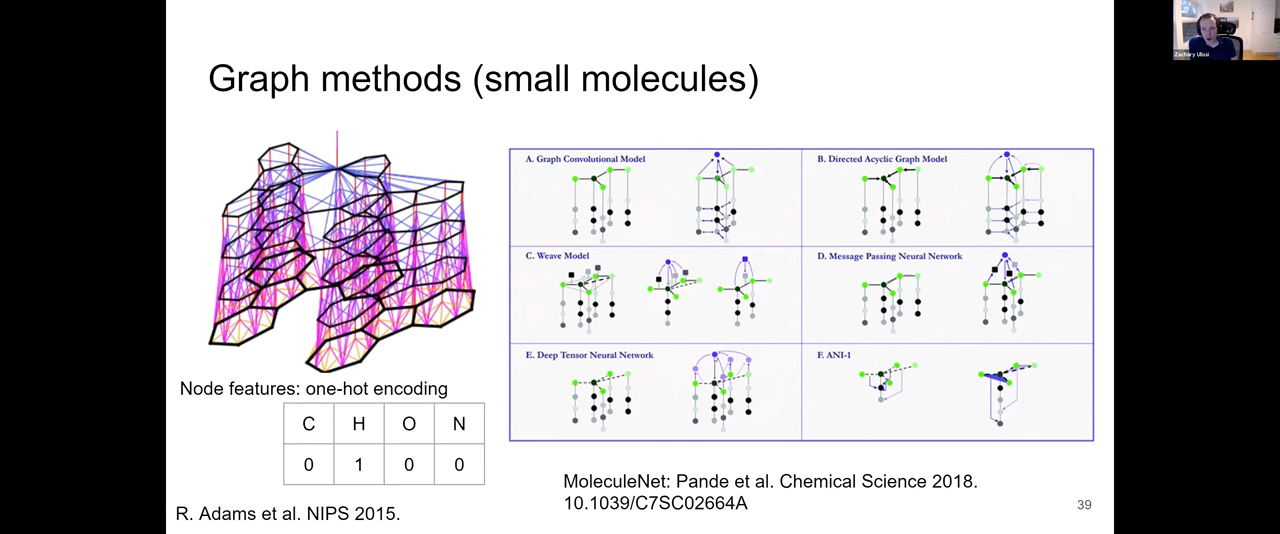 Zachary Ulissi
Graph methods (small molecules)
A. Graph Convolutional Model
B. Directed Acyclic Graph Model
C. Weave Model
D. Message Passing Neural Network
E. Deep Tensor Neural Network
F. ANI-1
Node features: one-hot encoding
C H O N
0 1 0 0
R. Adams et al. NIPS 2015.
MoleculeNet: Pande et al. Chemical Science 2018.
10.1039/C7SC02664A
39